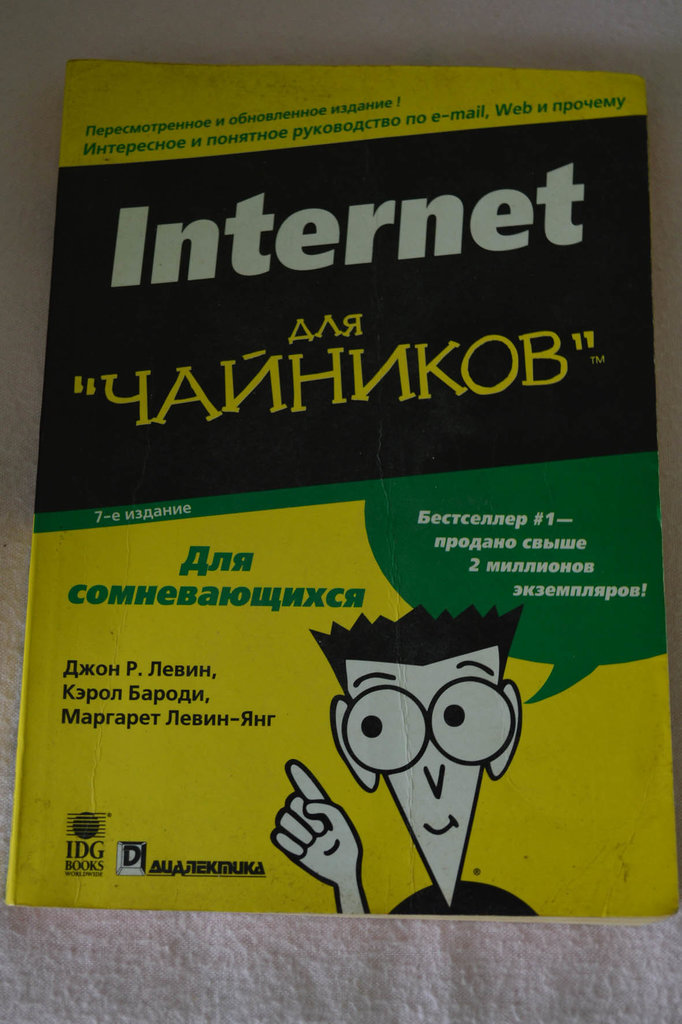 Пересмотренное и обновленное издание !
Интересное и понятное руководство по e-mail, Web и прочему
Internet
для
"ЧАЙНИКОВ"™
7-е издание
Бестселлер #1—
продано свыше
2 миллионов
экземпляров!
Для
сомневающихся
Джон Р. Левин,
Кэрол Бароди,
Маргарет Левин-Янг
IDG
BOOKS
WORLDWIDE
®
D
ДИАЛЕКТИКА
®